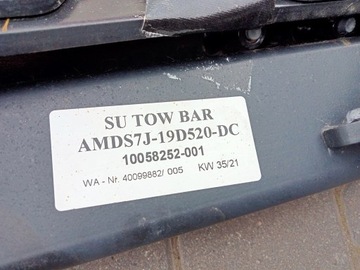 SU TOW BAR
AMDS7J-19D520-DC
10058252-001
WA - Nr. 40099882/ 005 KW 35/21